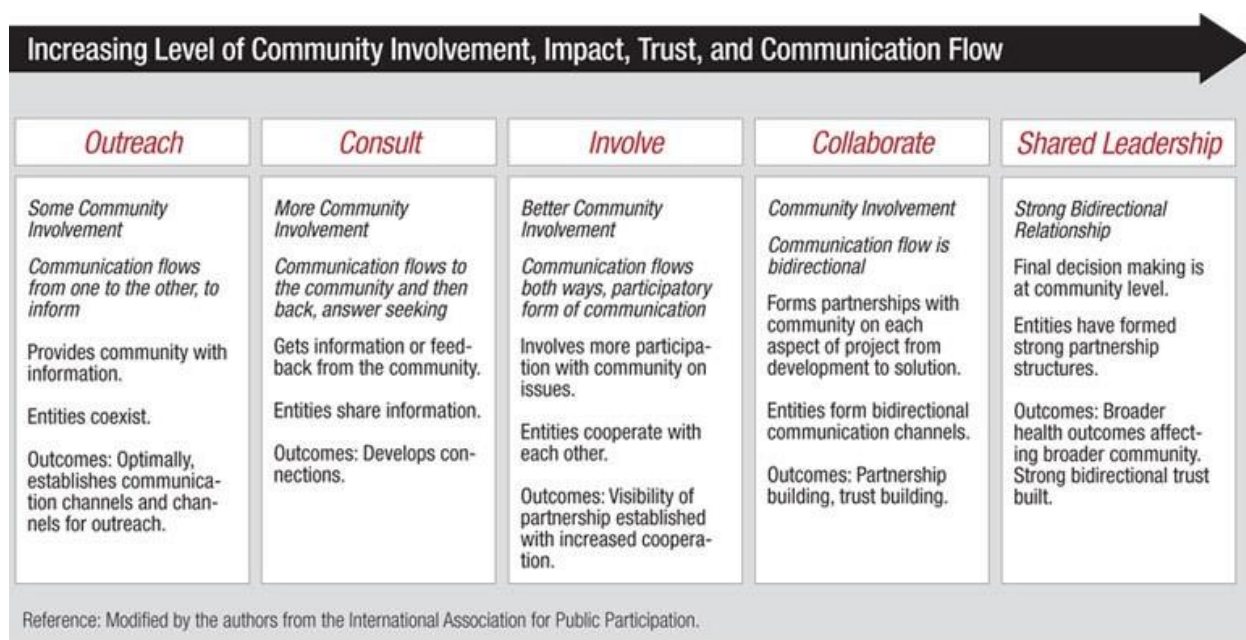 Increasing Level of Community Involvement, Impact, Trust, and Communication Flow
Outreach
Some Community
Involvement
Communication flows
from one to the other, to
inform
Provides community with
information.
Entities coexist.
Outcomes: Optimally,
establishes communica-
tion channels and chan-
nels for outreach.
Consult
More Community
Involvement
Communication flows to
the community and then
back, answer seeking
Gets information or feed-
back from the community.
Entities share information.
Outcomes: Develops con-
nections.
Involve
Better Community
Involvement
Communication flows
both ways, participatory
form of communication
Involves more participa-
tion with community on
issues.
Entities cooperate with
each other.
Outcomes: Visibility of
partnership established
with increased coopera-
tion.
Collaborate
Community Involvement
Communication flow is
bidirectional
Forms partnerships with
community on each
aspect of project from
development to solution.
Entities form bidirectional
communication channels.
Outcomes: Partnership
building, trust building.
Shared Leadership
Strong Bidirectional
Relationship
Final decision making is
at community level.
Entities have formed
strong partnership
structures.
Outcomes: Broader
health outcomes affect-
ing broader community.
Strong bidirectional trust
built.
Reference: Modified by the authors from the International Association for Public Participation.